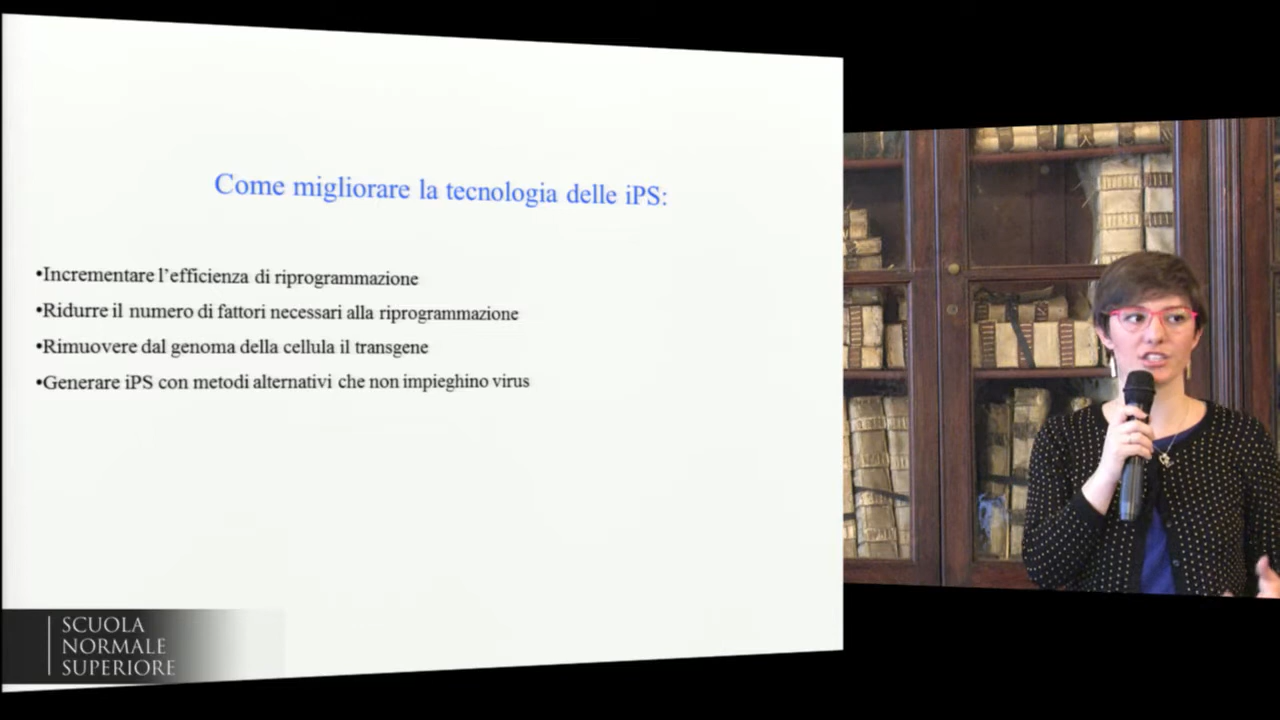 Come migliorare la tecnologia delle iPS:
•Incrementare l’efficienza di riprogrammazione
•Ridurre il numero di fattori necessari alla riprogrammazione
•Rimuovere dal genoma della cellula il transgene
•Generare iPS con metodi alternativi che non impieghino virus
SCUOLA
NORMALE
SUPERIORE